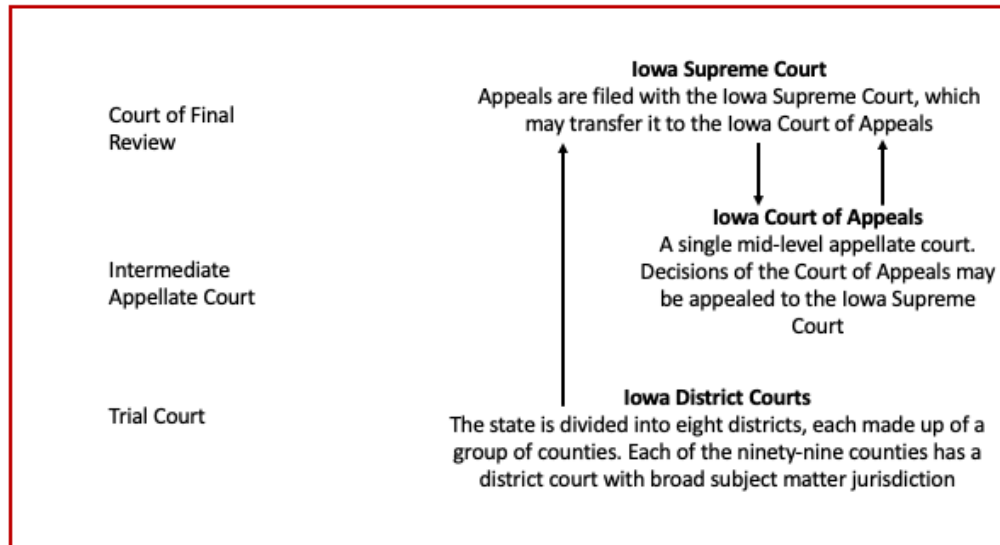 Iowa Supreme Court
Court of Final
Review
Appeals are filed with the Iowa Supreme Court, which
may transfer it to the Iowa Court of Appeals
Iowa Court of Appeals
Intermediate
Appellate Court
A single mid-level appellate court.
Decisions of the Court of Appeals may
be appealed to the Iowa Supreme
Court
Iowa District Courts
Trial Court
The state is divided into eight districts, each made up of a
group of counties. Each of the ninety-nine counties has a
district court with broad subject matter jurisdiction